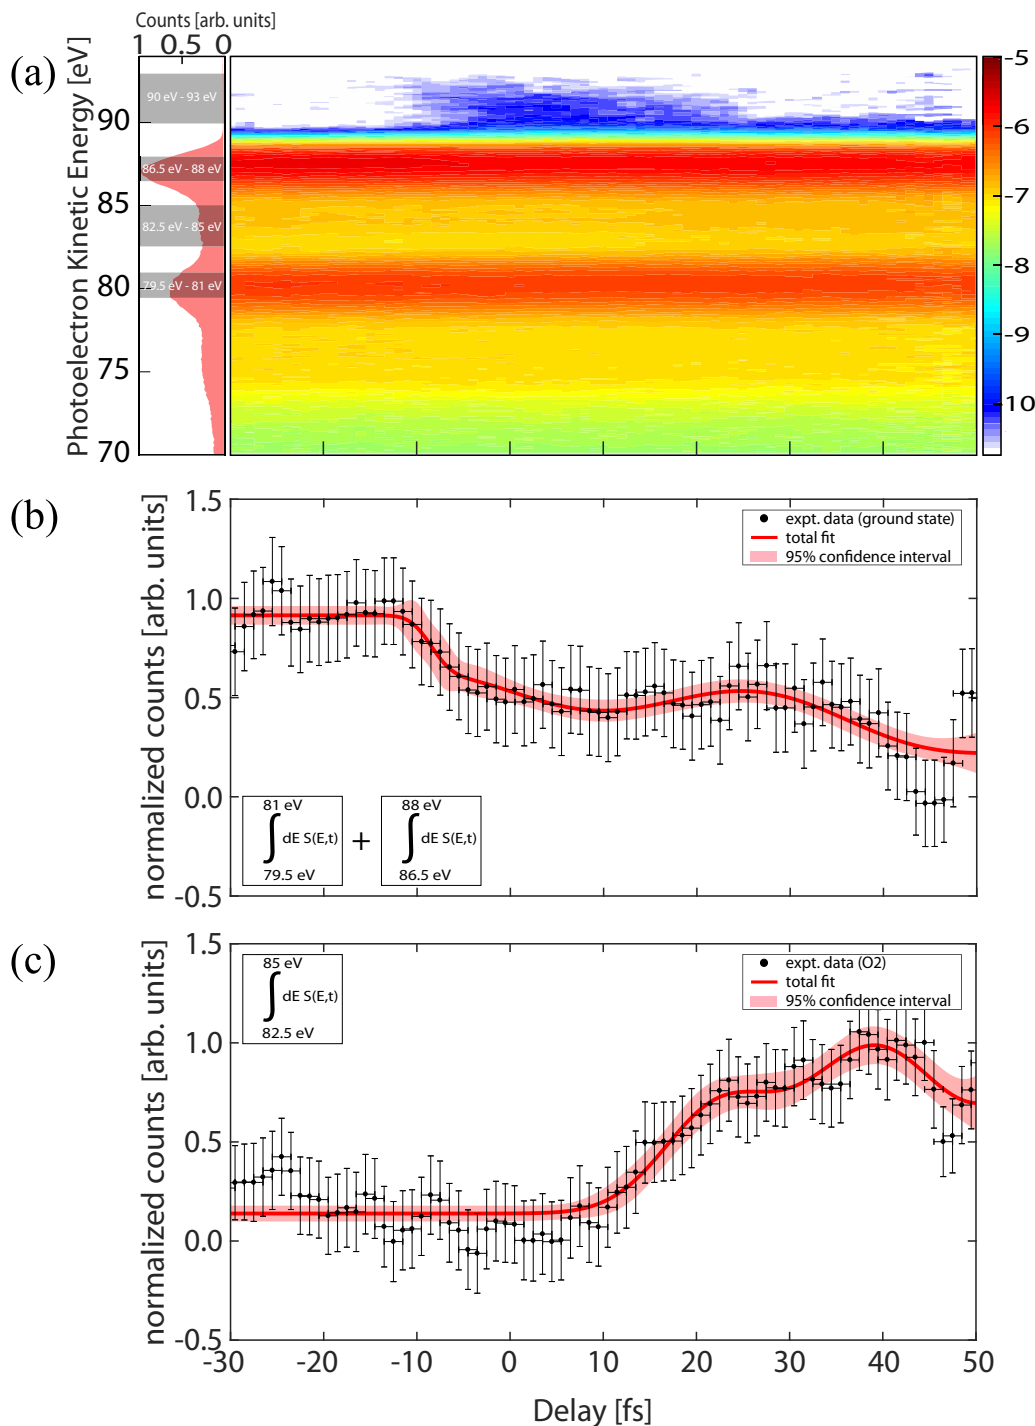 Counts [arb. units]
1 0.5 0
(a)
Photoelectron Kinetic Energy [eV]
90
85
80
75
70
90 eV - 93 eV
86.5 eV - 88 eV
82.5 eV - 85 eV
79.5 eV - 81 eV
-5
-6
-7
-8
-9
10
(b)
normalized counts [arb. units]
1.5
1.0
0.5
0.0
-0.5
expt. data (ground state)
total fit
95% confidence interval
81 eV
∫ dE S(E,t)
79.5 eV
+
88 eV
∫ dE S(E,t)
86.5 eV
(c)
normalized counts [arb. units]
1.5
1.0
0.5
0.0
-0.5
85 eV
∫ dE S(E,t)
82.5 eV
expt. data (O2)
total fit
95% confidence interval
-30 -20 -10 0 10 20 30 40 50
Delay [fs]